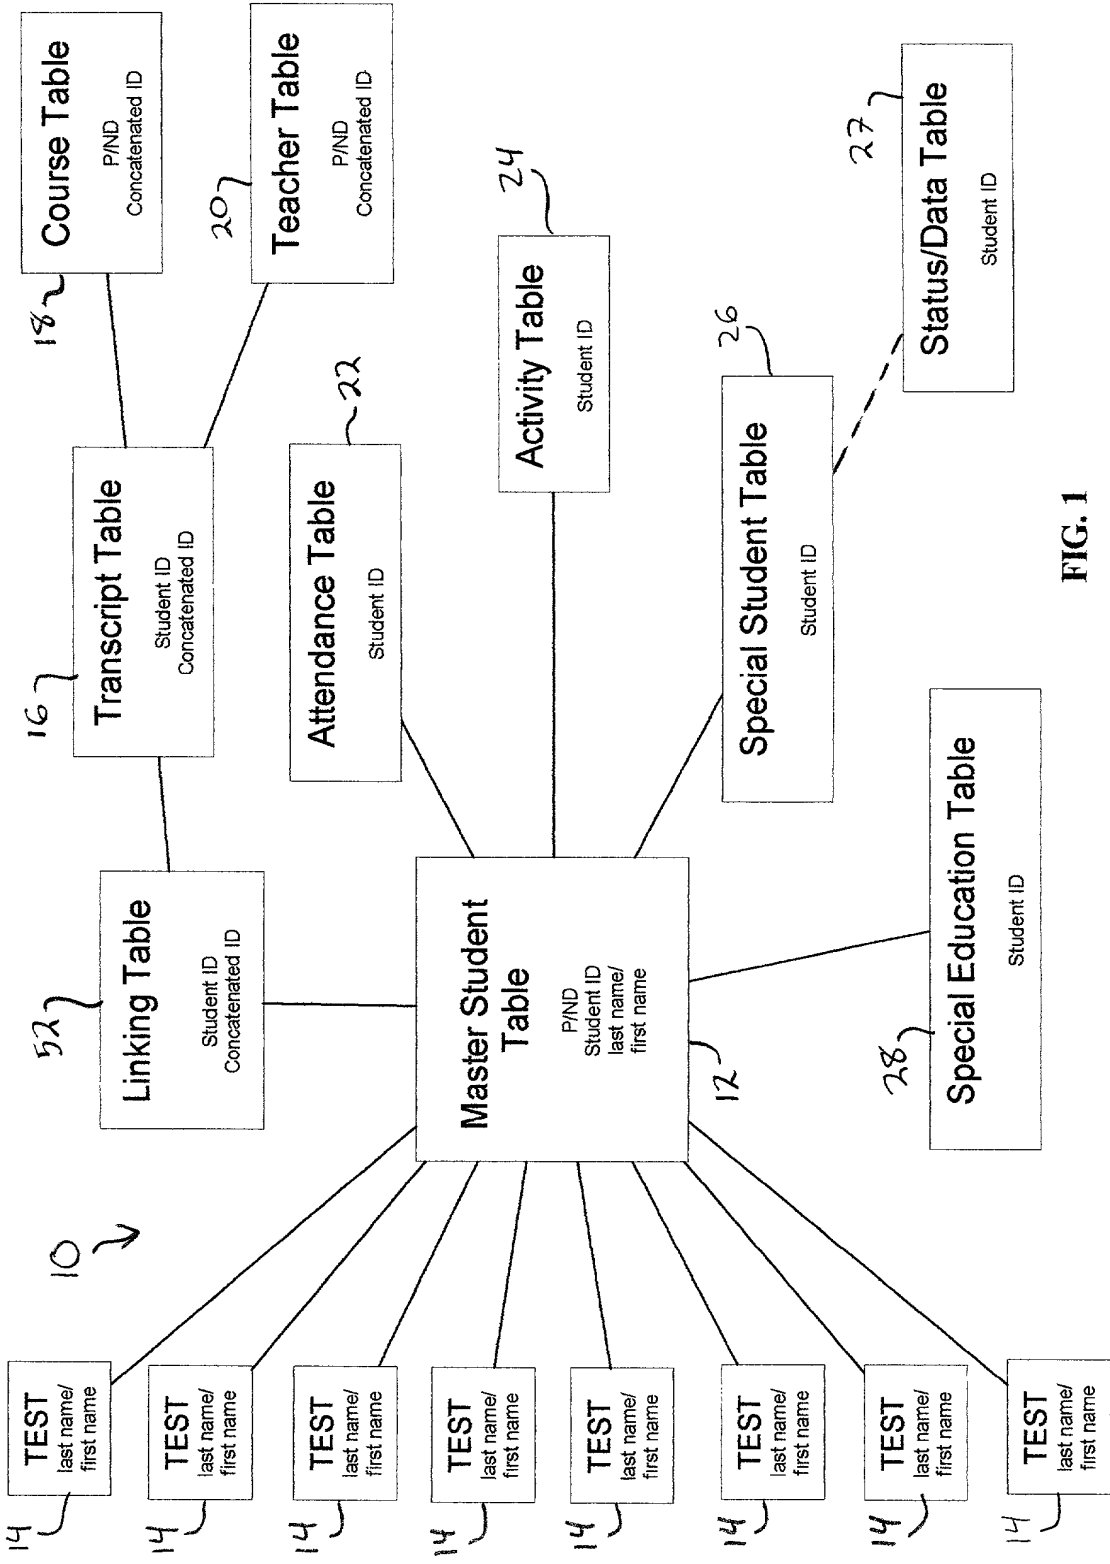 10
14
TEST
last name/
first name
14
TEST
last name/
first name
14
TEST
last name/
first name
14
TEST
last name/
first name
14
TEST
last name/
first name
14
TEST
last name/
first name
14
TEST
last name/
first name
14
TEST
last name/
first name
52
Linking Table
Student ID
Concatenated ID
16
Transcript Table
Student ID
Concatenated ID
18
Course Table
P/ND
Concatenated ID
20
Teacher Table
P/ND
Concatenated ID
22
Attendance Table
Student ID
Master Student
Table
P/ND
Student ID
last name/
first name
12
24
Activity Table
Student ID
26
Special Student Table
Student ID
27
Status/Data Table
Student ID
28
Special Education Table
Student ID
FIG. 1